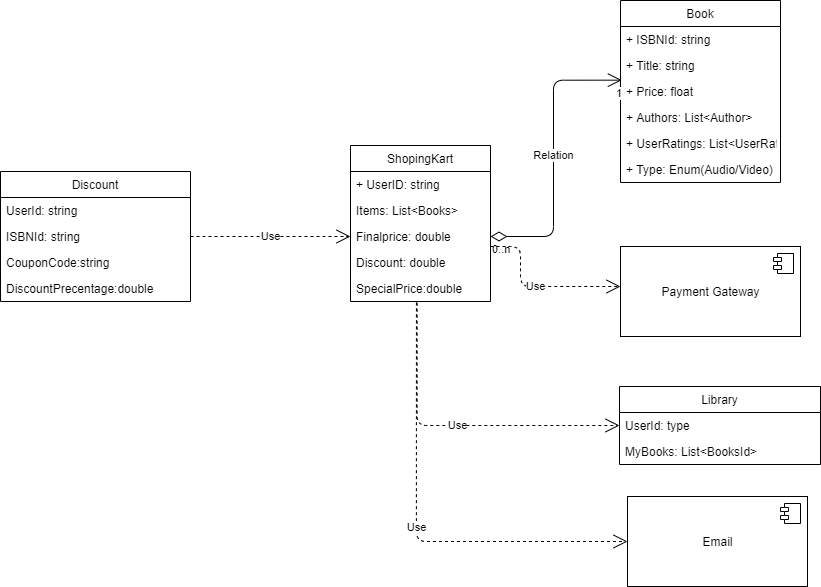 Book
+ ISBNId: string
+ Title: string
+ Price: float
+ Authors: List<Author>
+ UserRatings: List<UserRat
+ Type: Enum(Audio/Video)
1
Relation
ShopingKart
+ UserID: string
Items: List<Books>
Finalprice: double
Discount: double
SpecialPrice:double
0..n
Discount
UserId: string
ISBNId: string
CouponCode:string
DiscountPrecentage:double
Use
Use
Payment Gateway
Use
Library
UserId: type
MyBooks: List<BooksId>
Use
Email